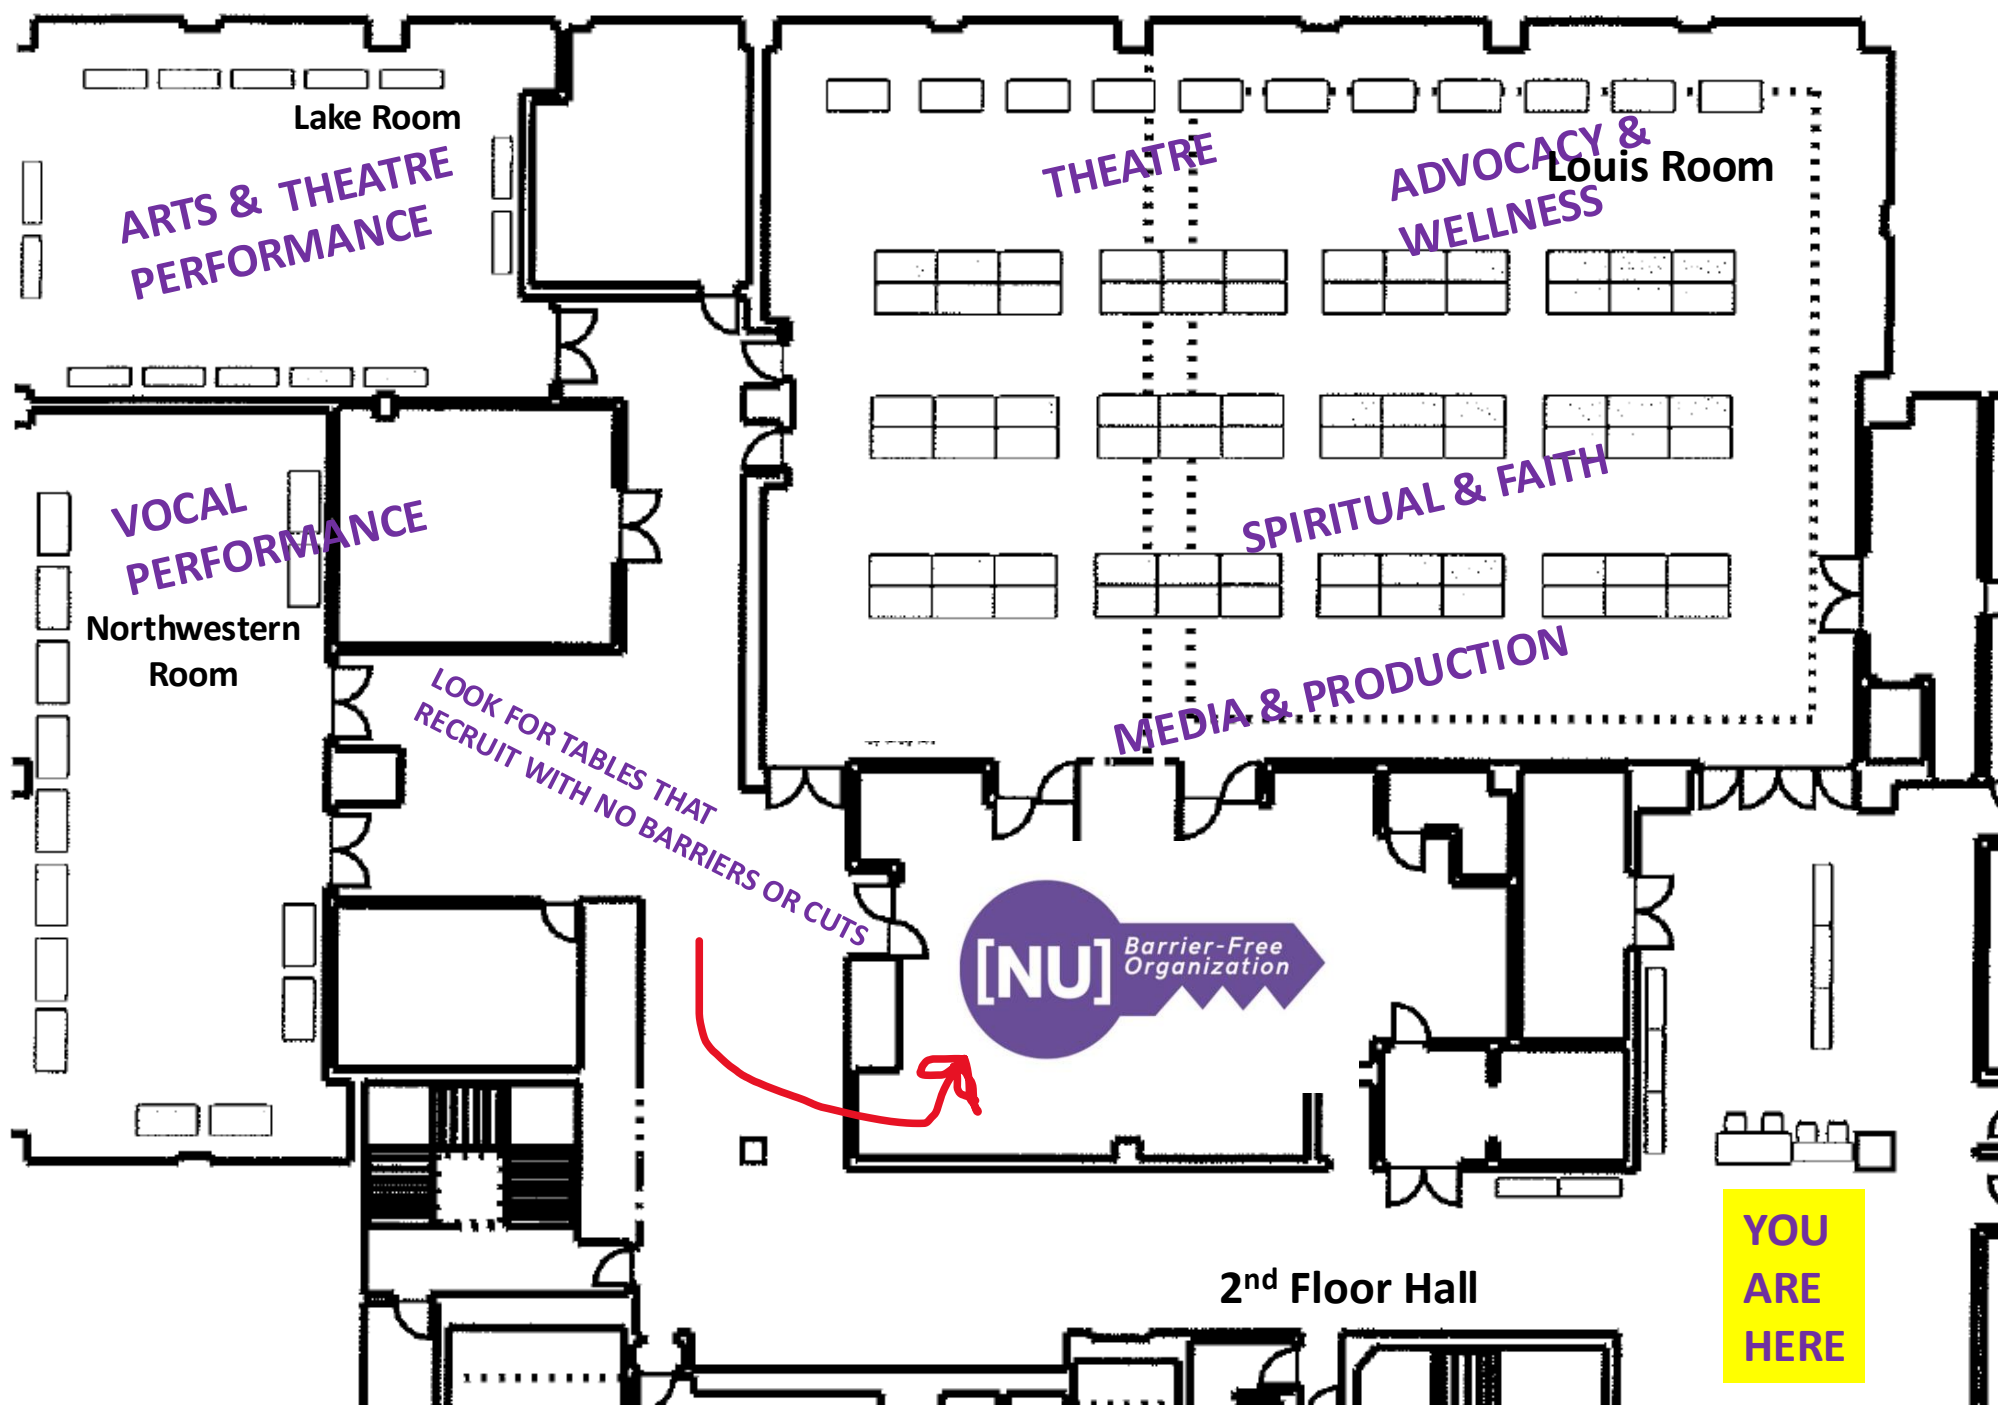 Lake Room
ARTS & THEATRE
PERFORMANCE
THEATRE
ADVOCACY &
WELLNESS
Louis Room
VOCAL
PERFORMANCE
Northwestern
Room
SPIRITUAL & FAITH
MEDIA & PRODUCTION
LOOK FOR TABLES THAT
RECRUIT WITH NO BARRIERS OR CUTS
[NU] Barrier-Free
Organization
2nd Floor Hall
YOU
ARE
HERE